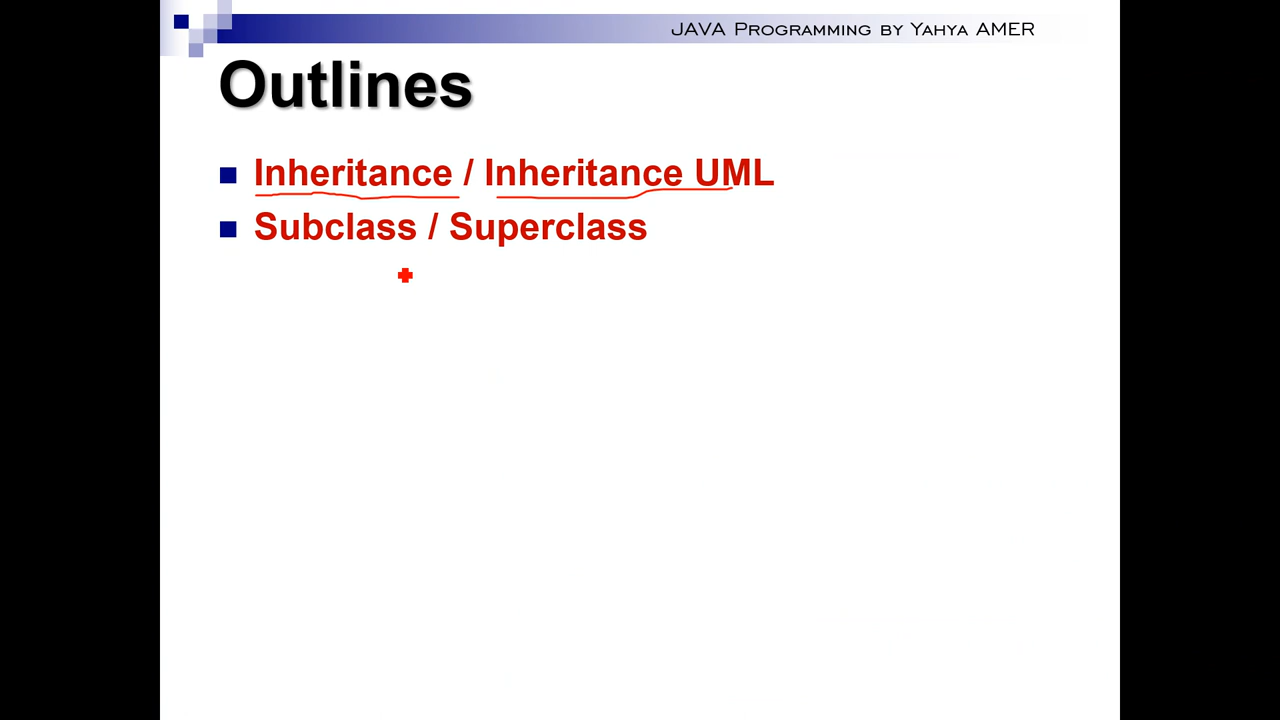 JAVA Programming by Yahya AMER
Outlines
Inheritance / Inheritance UML
Subclass / Superclass